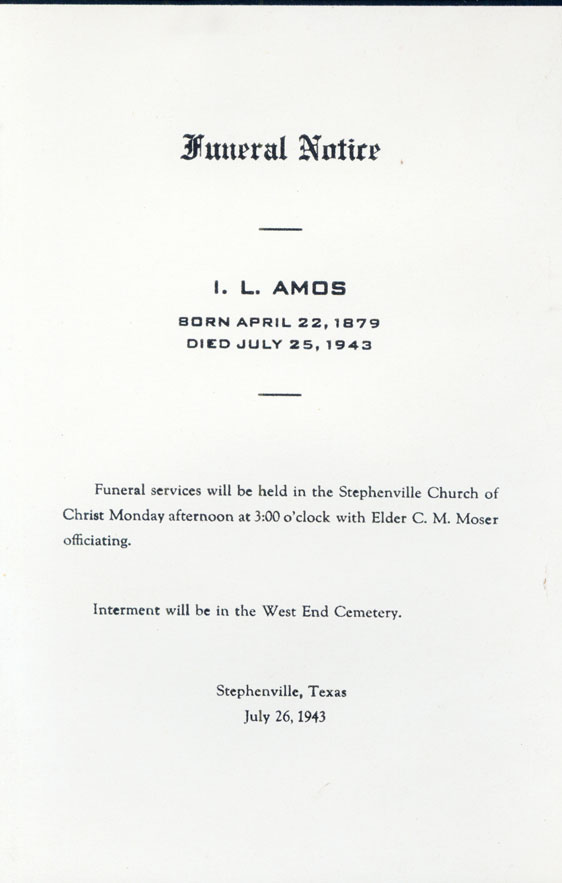 Funeral Notice
I. L. AMOS
BORN APRIL 22, 1879
DIED JULY 25, 1943
Funeral services will be held in the Stephenville Church of
Christ Monday afternoon at 3:00 o'clock with Elder C. M. Moser
officiating.
Interment will be in the West End Cemetery.
Stephenville, Texas
July 26, 1943